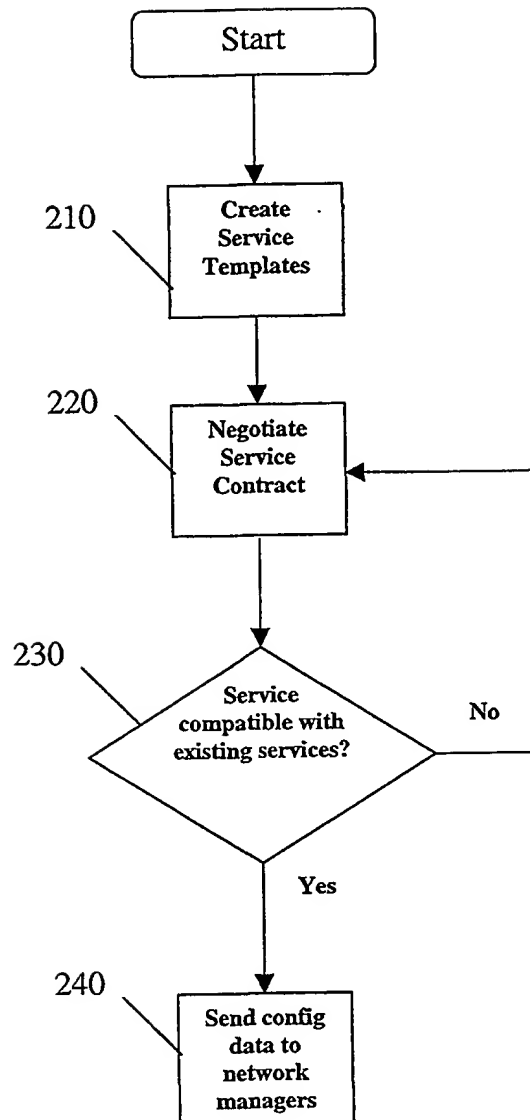 Start
210
Create
Service
Templates
220
Negotiate
Service
Contract
230
Service
compatible with
existing services?
No
Yes
240
Send config
data to
network
managers